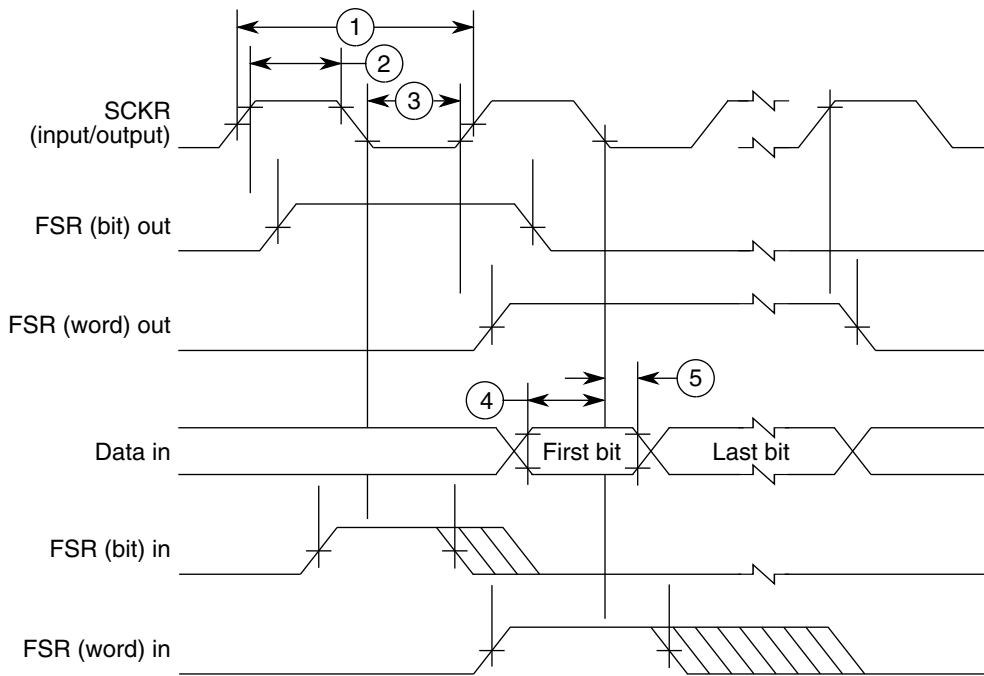 1
2
3
SCKR
(input/output)
FSR (bit) out
FSR (word) out
4
5
Data in
First bit
Last bit
FSR (bit) in
FSR (word) in